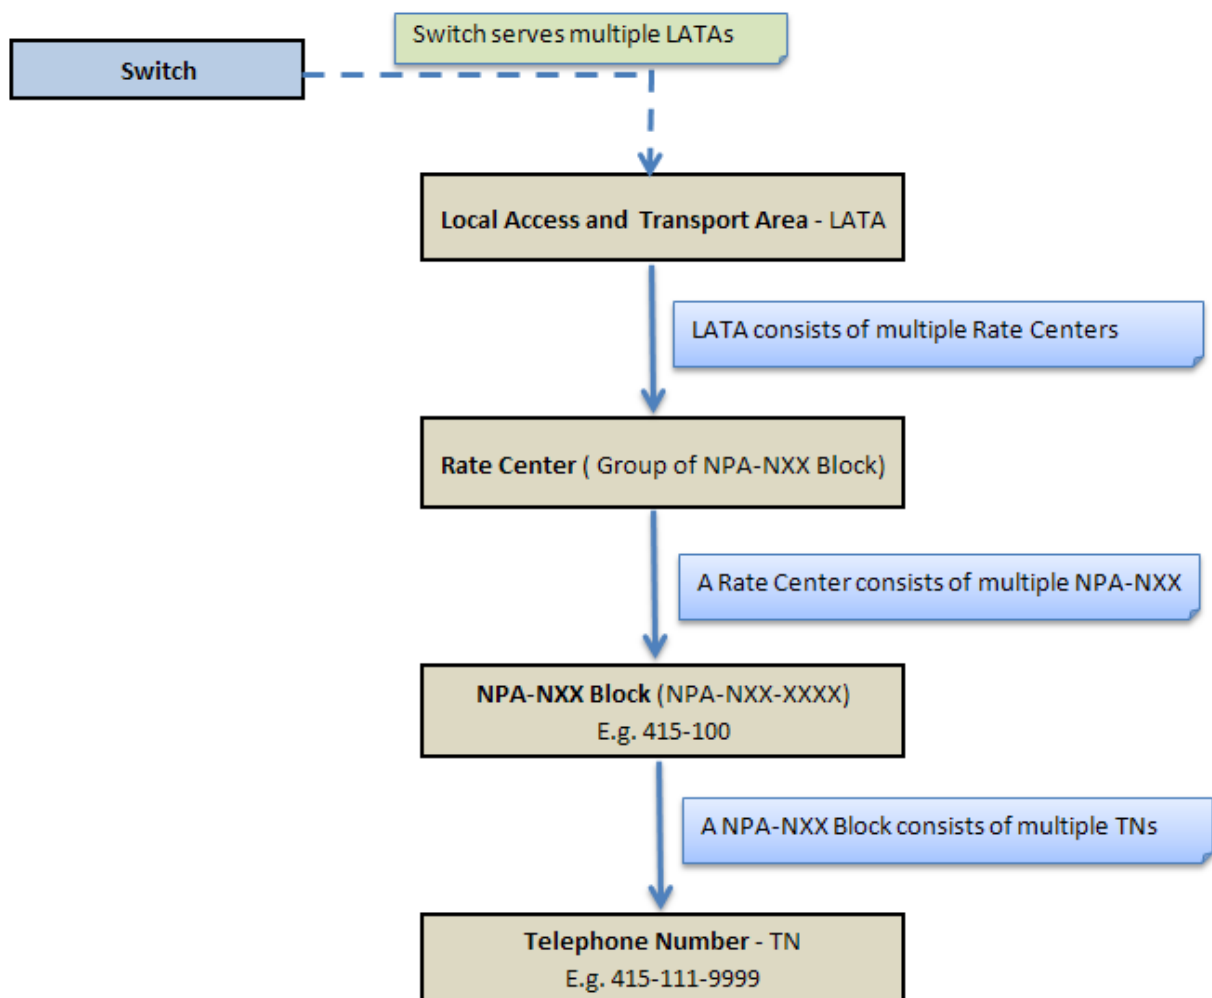 Switch serves multiple LATAs
Switch
Local Access and  Transport Area - LATA
LATA consists of multiple Rate Centers
Rate Center ( Group of NPA-NXX Block)
A Rate Center consists of multiple NPA-NXX
NPA-NXX Block (NPA-NXX-XXXX)
E.g. 415-100
A NPA-NXX Block consists of multiple TNs
Telephone Number - TN
E.g. 415-111-9999